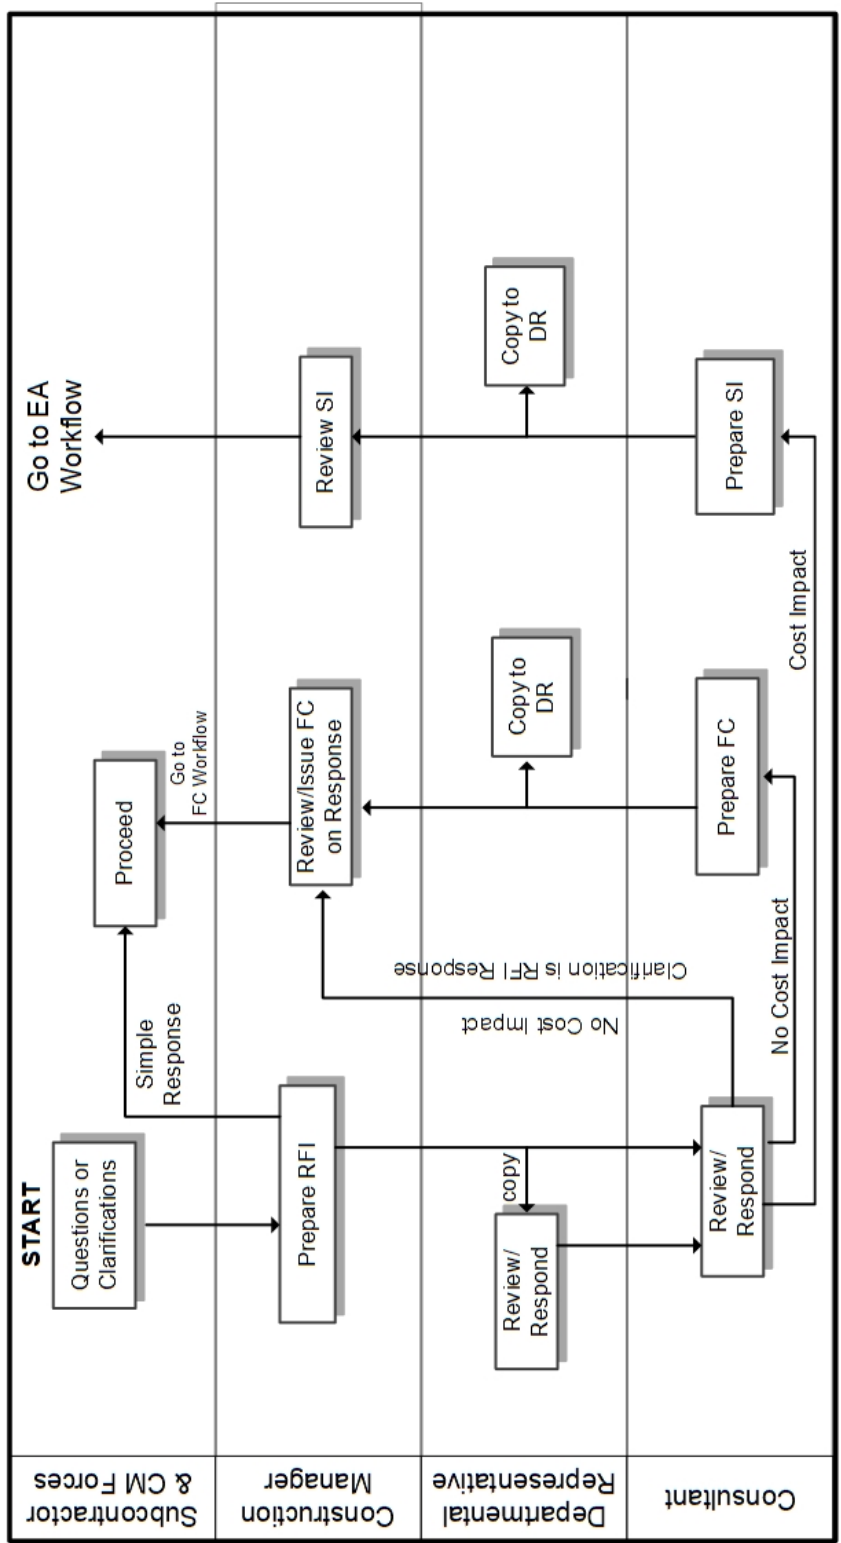 Subcontractor
& CM Forces
START
Questions or
Clarifications
Simple
Response
Proceed
Go to
FC Workflow
Go to EA
Workflow
Construction
Manager
Prepare RFI
Review/Issue FC
on Response
Review SI
Departmental
Representative
Review/
Respond
copy
No Cost Impact
Clarification is RFI Response
Copy to
DR
Copy to
DR
Consultant
Review/
Respond
No Cost Impact
Prepare FC
Cost Impact
Prepare SI